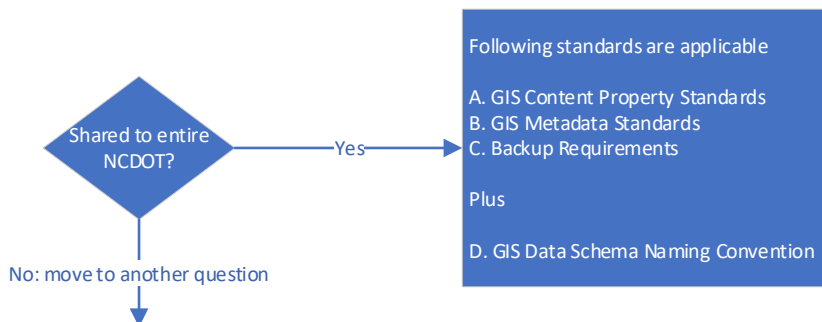 Shared to entire
NCDOT?
Yes
Following standards are applicable
A. GIS Content Property Standards
B. GIS Metadata Standards
C. Backup Requirements
Plus
D. GIS Data Schema Naming Convention
No: move to another question